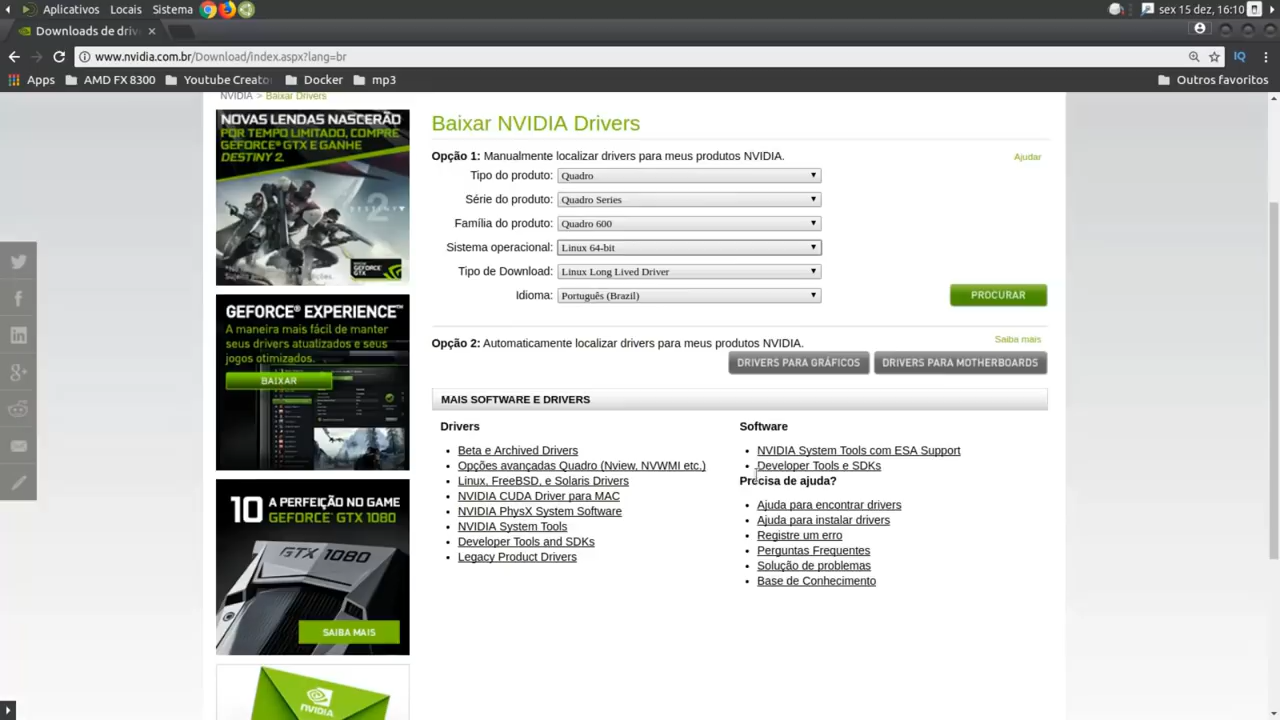 Aplicativos Locais Sistema sex 15 dez, 16:10
Downloads de driv
www.nvidia.com.br/Download/index.aspx?lang=br
Apps AMD FX 8300 Youtube Creato Docker mp3 Outros favoritos
NVIDIA > Baixar Drivers
NOVAS LENDAS NASCERÃO
POR TEMPO LIMITADO, COMPRE
GEFORCE® GTX E GANHE
DESTINY 2.
DESTINY
2
GEFORCE
GTX
GEFORCE® EXPERIENCE™
A maneira mais fácil de manter
seus drivers atualizados e seus
jogos otimizados.
BAIXAR
10 A PERFEIÇÃO NO GAME
GEFORCE GTX 1080
GTX 1080
SAIBA MAIS
NVIDIA
Baixar NVIDIA Drivers
Opção 1: Manualmente localizar drivers para meus produtos NVIDIA. Ajudar
Tipo do produto: Quadro
Série do produto: Quadro Series
Família do produto: Quadro 600
Sistema operacional: Linux 64-bit
Tipo de Download: Linux Long Lived Driver
Idioma: Português (Brazil)
PROCURAR
Opção 2: Automaticamente localizar drivers para meus produtos NVIDIA. Saiba mais
DRIVERS PARA GRÁFICOS DRIVERS PARA MOTHERBOARDS
MAIS SOFTWARE E DRIVERS
Drivers
Beta e Archived Drivers
Opções avançadas Quadro (Nview, NVWMI etc.)
Linux, FreeBSD, e Solaris Drivers
NVIDIA CUDA Driver para MAC
NVIDIA PhysX System Software
NVIDIA System Tools
Developer Tools and SDKs
Legacy Product Drivers
Software
NVIDIA System Tools com ESA Support
Developer Tools e SDKs
Precisa de ajuda?
Ajuda para encontrar drivers
Ajuda para instalar drivers
Registre um erro
Perguntas Frequentes
Solução de problemas
Base de Conhecimento